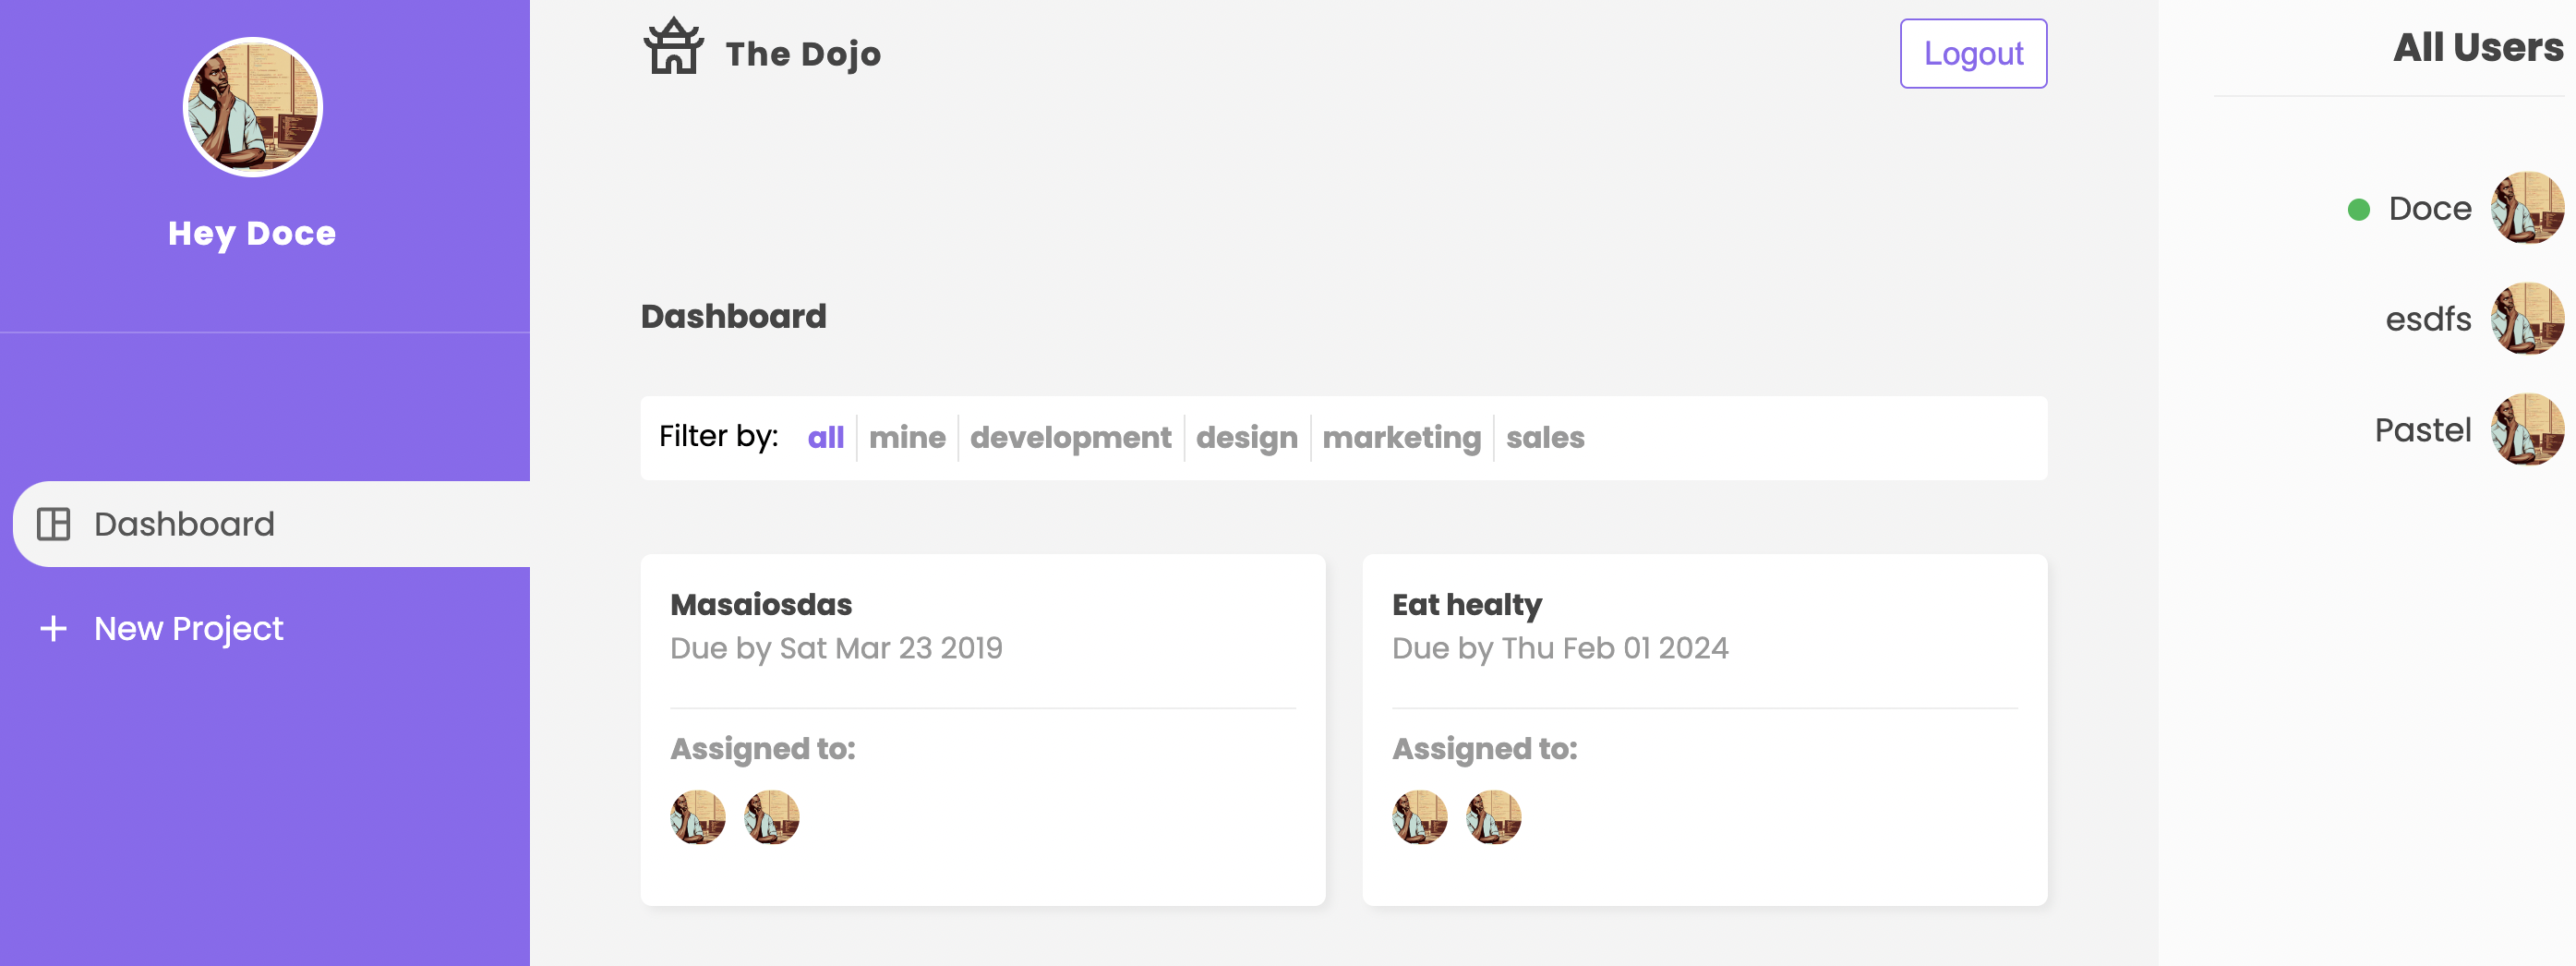 Hey Doce
Dashboard
New Project
The Dojo
Logout
Dashboard
Filter by: all mine development design marketing sales
Masaiosdas
Due by Sat Mar 23 2019
Assigned to:
Eat healty
Due by Thu Feb 01 2024
Assigned to:
All Users
Doce
esdfs
Pastel